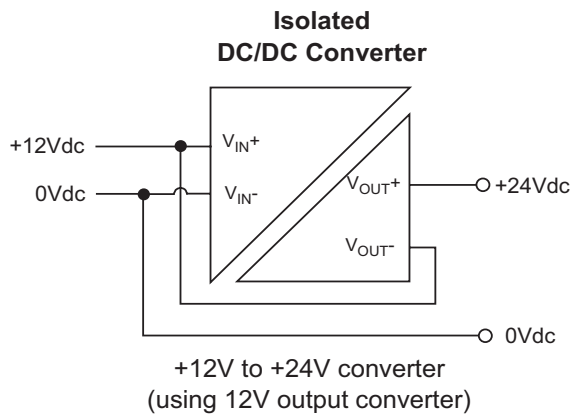 Isolated
DC/DC Converter
+12Vdc
V_IN+
0Vdc
V_IN-
V_OUT+
+24Vdc
V_OUT-
0Vdc
+12V to +24V converter
(using 12V output converter)